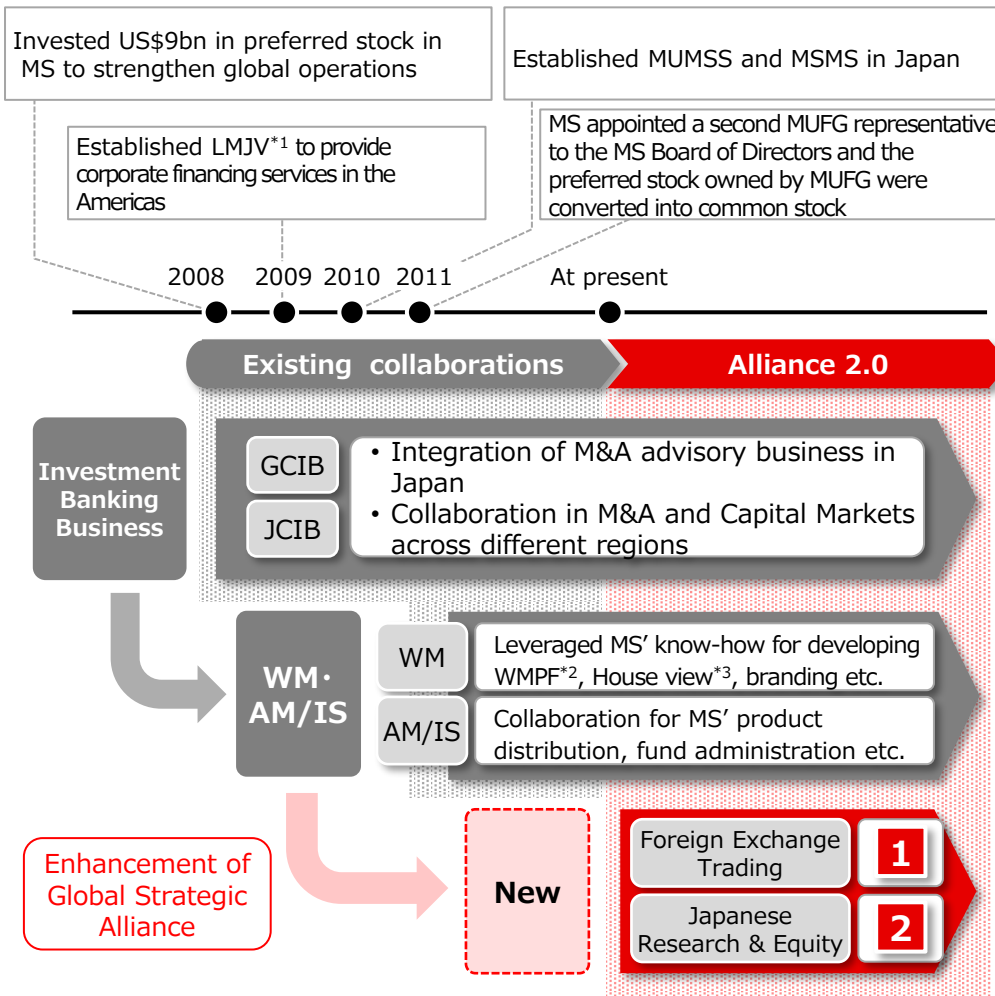 Invested US$9bn in preferred stock in
MS to strengthen global operations
Established MUMSS and MSMS in Japan
Established LMJV*1 to provide
corporate financing services in the
Americas
MS appointed a second MUFG representative
to the MS Board of Directors and the
preferred stock owned by MUFG were
converted into common stock
2008
2009
2010
2011
At present
Existing collaborations
Alliance 2.0
Investment
Banking
Business
GCIB
JCIB
• Integration of M&A advisory business in
Japan
• Collaboration in M&A and Capital Markets
across different regions
WM・
AM/IS
WM
Leveraged MS’ know-how for developing
WMPF*2, House view*3, branding etc.
AM/IS
Collaboration for MS’ product
distribution, fund administration etc.
Enhancement of
Global Strategic
Alliance
New
Foreign Exchange
Trading
1
Japanese
Research & Equity
2